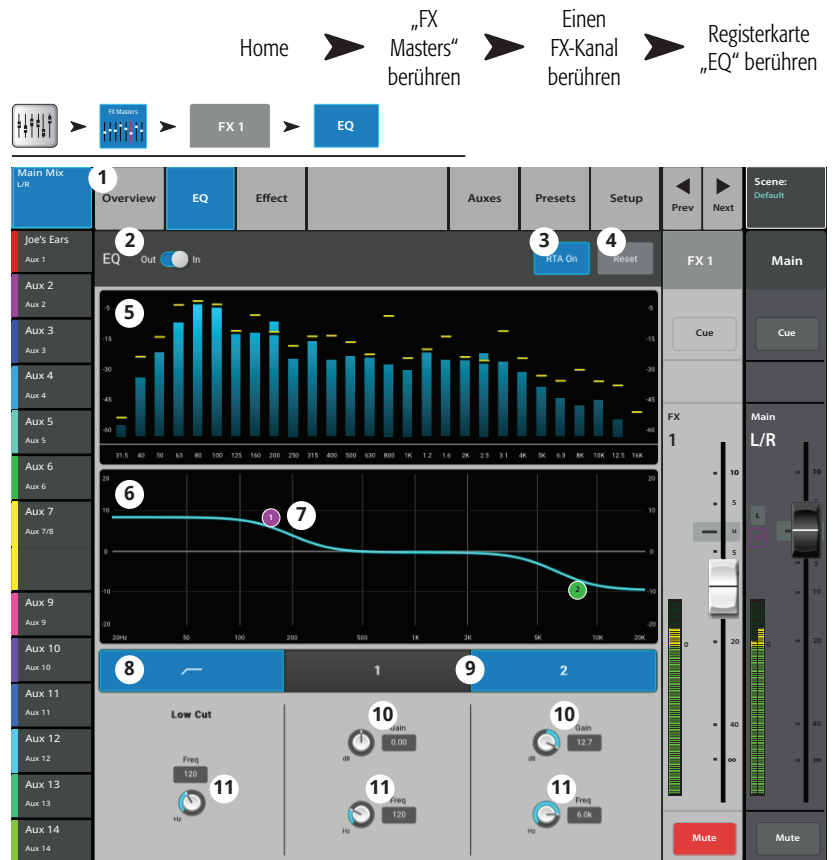 Home
„FX Masters“ berühren
Einen FX-Kanal berühren
Registerkarte „EQ“ berühren
FX Masters
FX 1
EQ
Main Mix
L/R
1
Overview
EQ
Effect
Auxes
Presets
Setup
Prev
Next
Scene:
Default
Joe's Ears
Aux 1
Aux 2
Aux 2
Aux 3
Aux 3
Aux 4
Aux 4
Aux 5
Aux 5
Aux 6
Aux 6
Aux 7
Aux 7/8
Aux 9
Aux 9
Aux 10
Aux 10
Aux 11
Aux 11
Aux 12
Aux 12
Aux 13
Aux 13
Aux 14
Aux 14
2
EQ Out In
3
RTA On
4
Reset
5
-5 -5
-15 -15
-30 -30
-45 -45
-60 -60
31.5 40 50 63 80 100 125 160 200 250 315 400 500 630 800 1K 1.2 1.6 2K 2.5 3.1 4K 5K 6.3 8K 10K 12.5 16K
6
20 20
10 10
0 0
-10 -10
-20 -20
1
7
2
20Hz 50 100 200 500 1K 2K 5K 10K 20K
8
1
9
2
Low Cut
Freq
120
Hz
11
10
Gain
0.00
dB
11
Freq
120
Hz
10
Gain
12.7
dB
11
Freq
6.0k
Hz
FX 1
Cue
FX
1
10
5
u
5
0
20
40
∞
Mute
Main
Cue
Main
L/R
L
10
5
10
0
20
40
∞
Mute